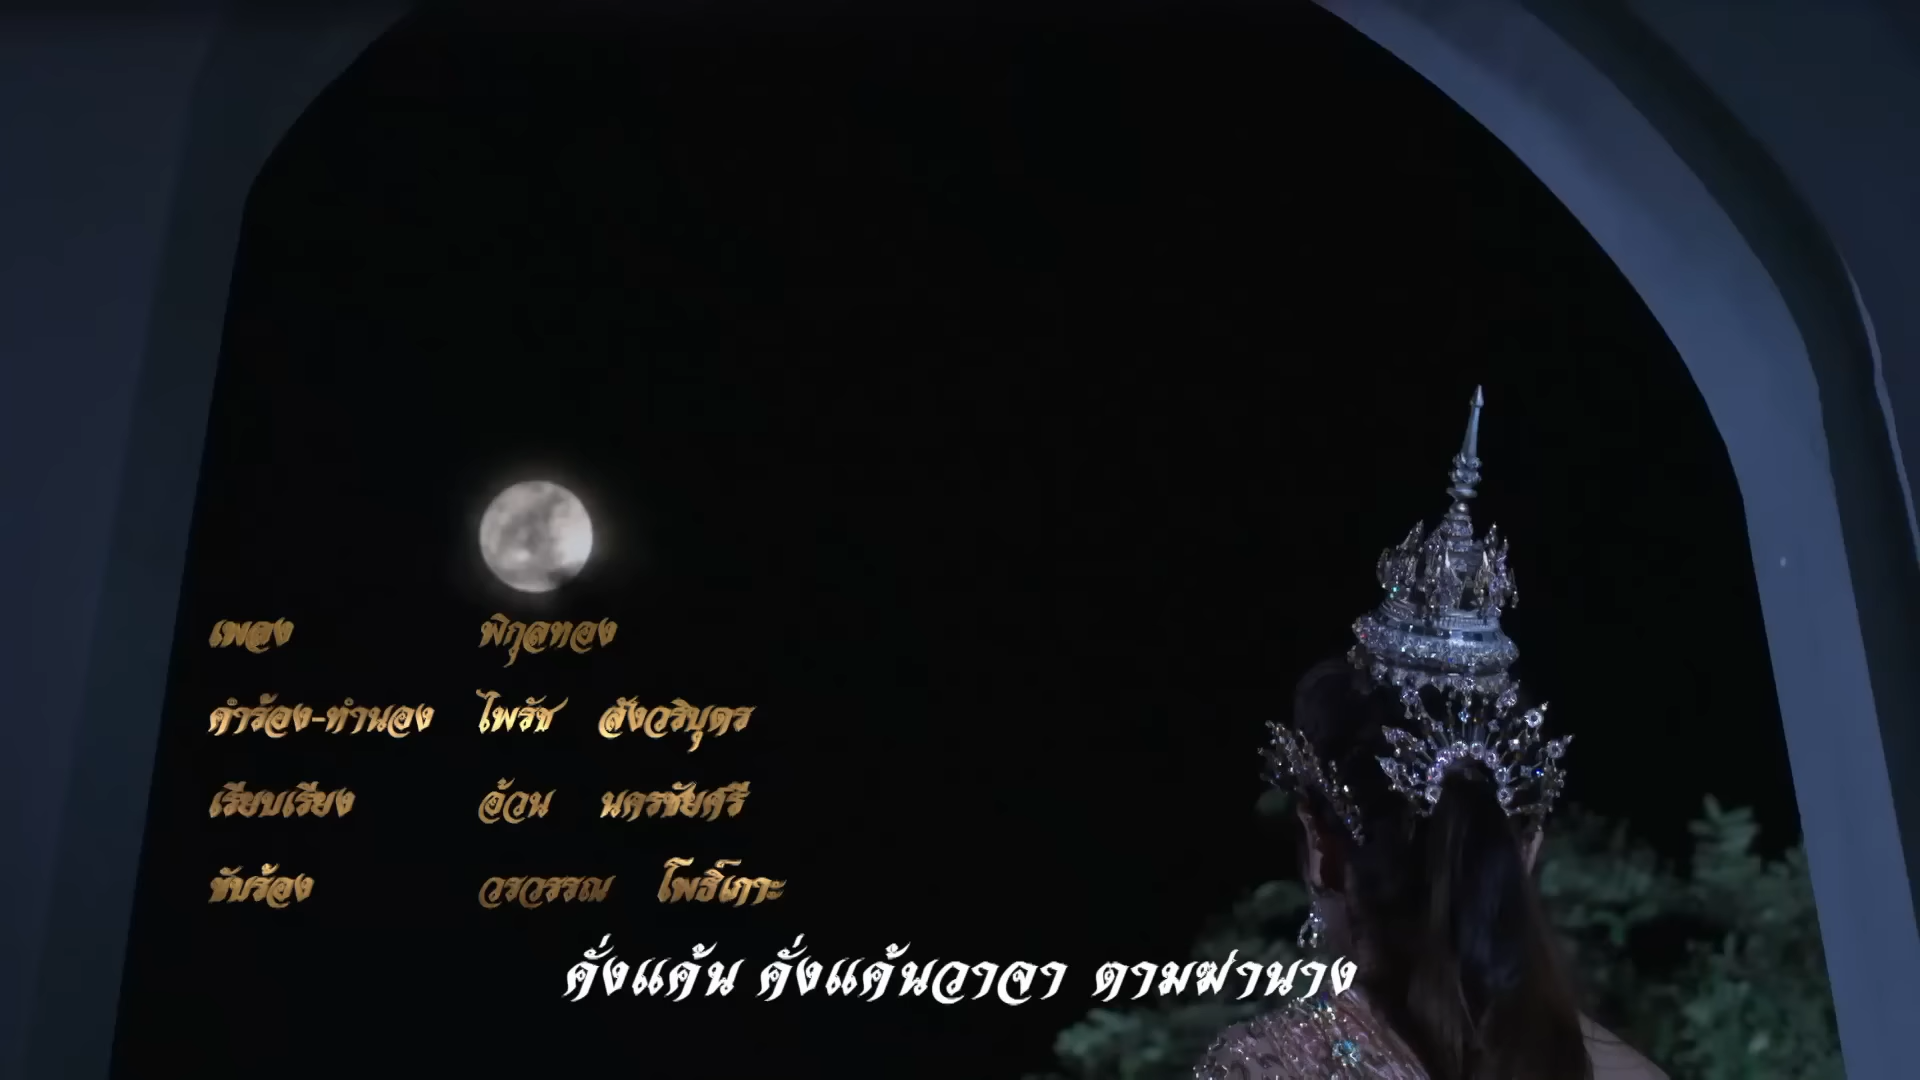 เพลง พิกุลทอง
คำร้อง-ทำนอง ไพรัช สังวริบุตร
เรียบเรียง อ้วน นครชัยศรี
ขับร้อง วรวรรณ โพธิ์เกาะ
คั่งแค้น คั่งแค้นวาจา ตามฆ่านาง